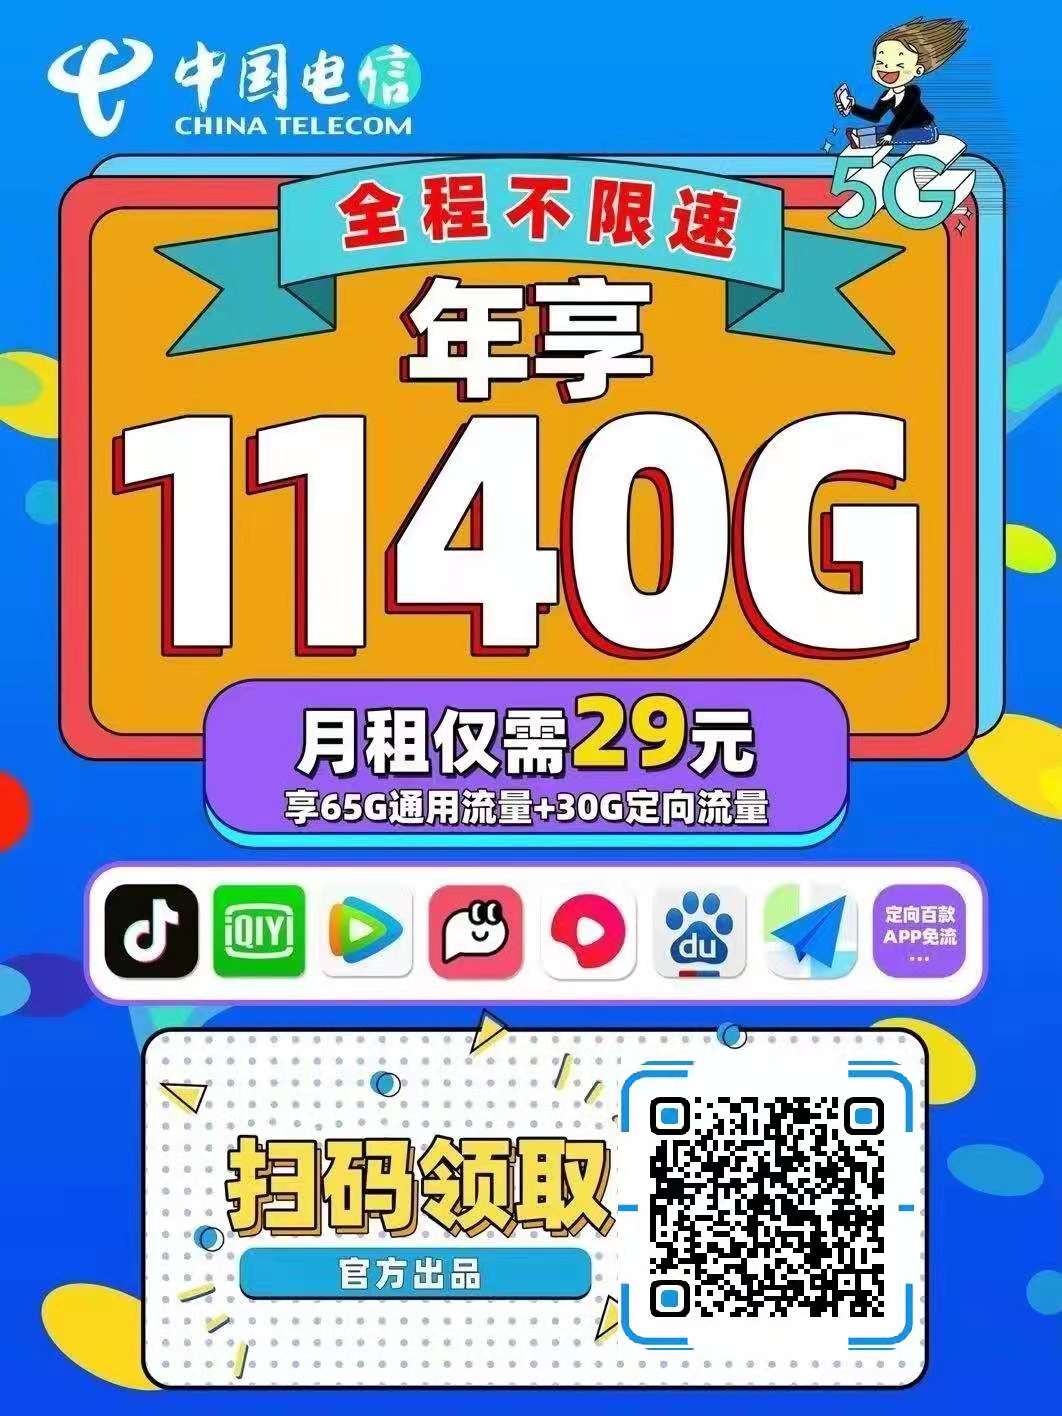 中国电信
CHINA TELECOM
5G
全程不限速
年享
1140G
月租仅需29元
享65G通用流量+30G定向流量
iQIY
du
定向百款
APP免流
...
扫码领取
官方出品